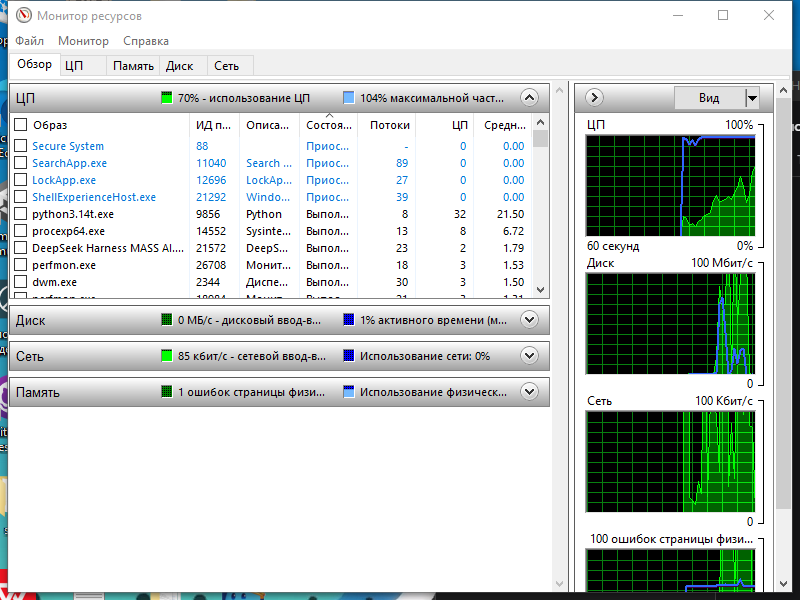 Монитор ресурсов
Файл Монитор Справка
Обзор ЦП Память Диск Сеть
ЦП 70% - использование ЦП 104% максимальной част...
Образ ИД п... Описа... Состоя... Потоки ЦП Средн...
Secure System 88 Приос... - 0 0.00
SearchApp.exe 11040 Search ... Приос... 89 0 0.00
LockApp.exe 12696 LockAp... Приос... 27 0 0.00
ShellExperienceHost.exe 21292 Windo... Приос... 39 0 0.00
python3.14t.exe 9856 Python Выпол... 8 32 21.50
procexp64.exe 14552 Sysinte... Выпол... 13 8 6.72
DeepSeek Harness MASS Al.... 21572 DeepS... Выпол... 23 2 1.79
perfmon.exe 26708 Монит... Выпол... 18 3 1.53
dwm.exe 2344 Диспе... Выпол... 30 3 1.50
Диск 0 МБ/с - дисковый ввод-в... 1% активного времени (м...
Сеть 85 кбит/с - сетевой ввод-в... Использование сети: 0%
Память 1 ошибок страницы физи... Использование физическ...
Вид
ЦП 100%
60 секунд 0%
Диск 100 Мбит/с
0
Сеть 100 Кбит/с
0
100 ошибок страницы физи...